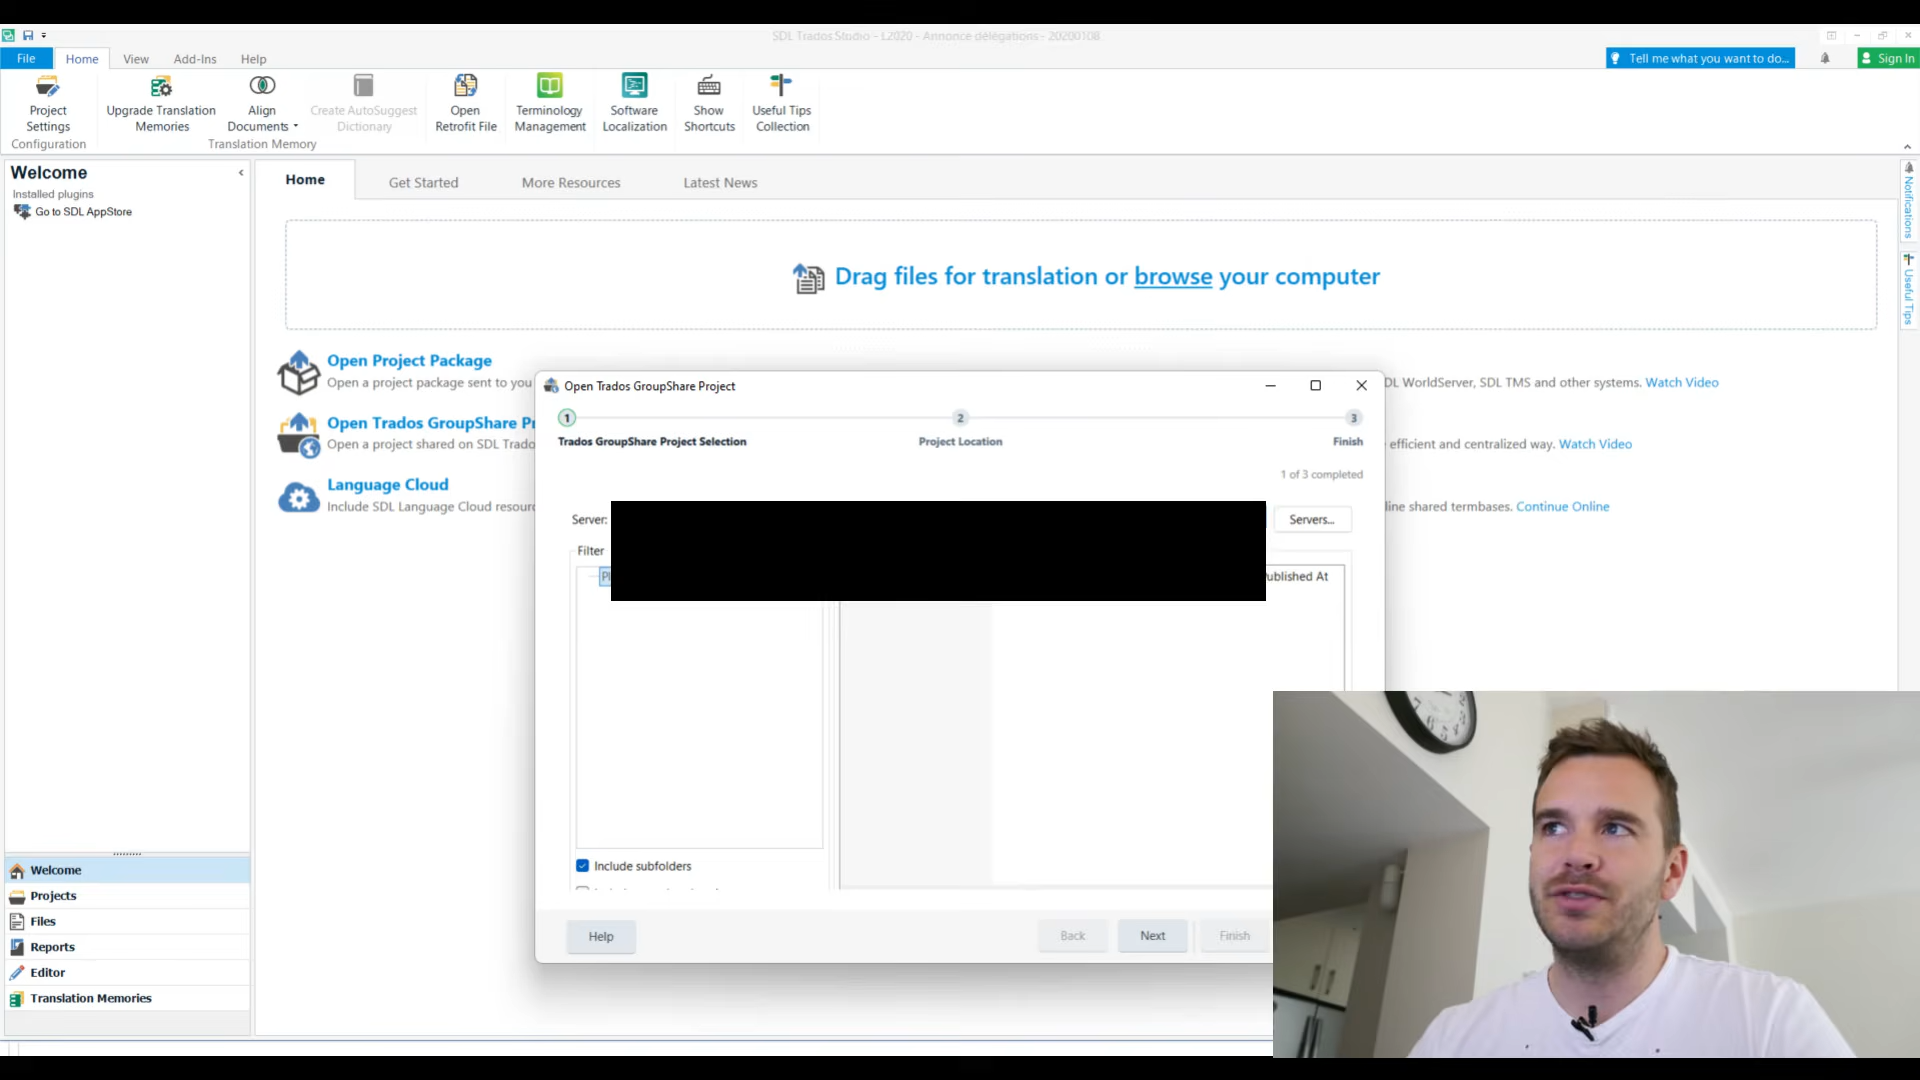 SDL Trados Studio - L2020 - Annonce délégations - 20200108
File
Home
View
Add-Ins
Help
Tell me what you want to do...
Sign In
Project
Settings
Upgrade Translation
Memories
Align
Documents
Create AutoSuggest
Dictionary
Open
Retrofit File
Terminology
Management
Software
Localization
Show
Shortcuts
Useful Tips
Collection
Configuration
Translation Memory
Welcome
Installed plugins
Go to SDL AppStore
Home
Get Started
More Resources
Latest News
Notifications
Useful Tips
Drag files for translation or browse your computer
Open Project Package
Open a project package sent to you
DL WorldServer, SDL TMS and other systems. Watch Video
Open Trados GroupShare Pr
Open a project shared on SDL Trado
efficient and centralized way. Watch Video
Language Cloud
Include SDL Language Cloud resourc
line shared termbases. Continue Online
Open Trados GroupShare Project
1
2
3
Trados GroupShare Project Selection
Project Location
Finish
1 of 3 completed
Server:
Servers...
Filter
ublished At
Include subfolders
Help
Back
Next
Finish
Welcome
Projects
Files
Reports
Editor
Translation Memories